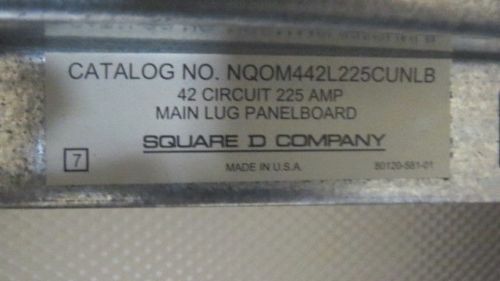 CATALOG NO. NQOM442L225CUNLB
42 CIRCUIT 225 AMP
MAIN LUG PANELBOARD
SQUARE D COMPANY
7
MADE IN U.S.A.
80120-581-01